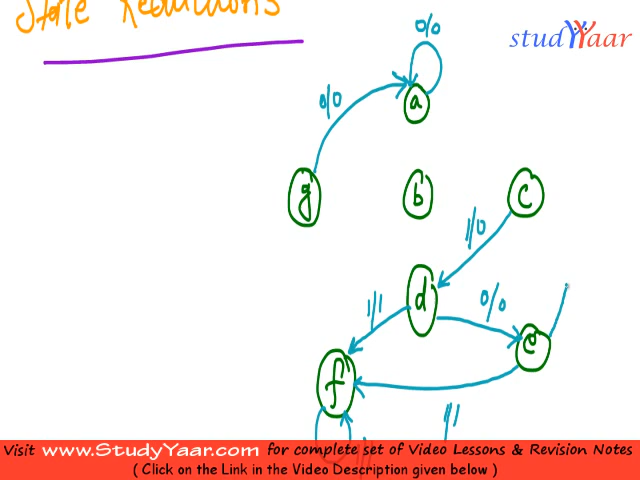 State Reductions
studYYaar
0/0
0/0
a
g
b
c
1/0
d
0/0
1/1
e
f
1/1
Visit www.StudyYaar.com for complete set of Video Lessons & Revision Notes
( Click on the Link in the Video Description given below )